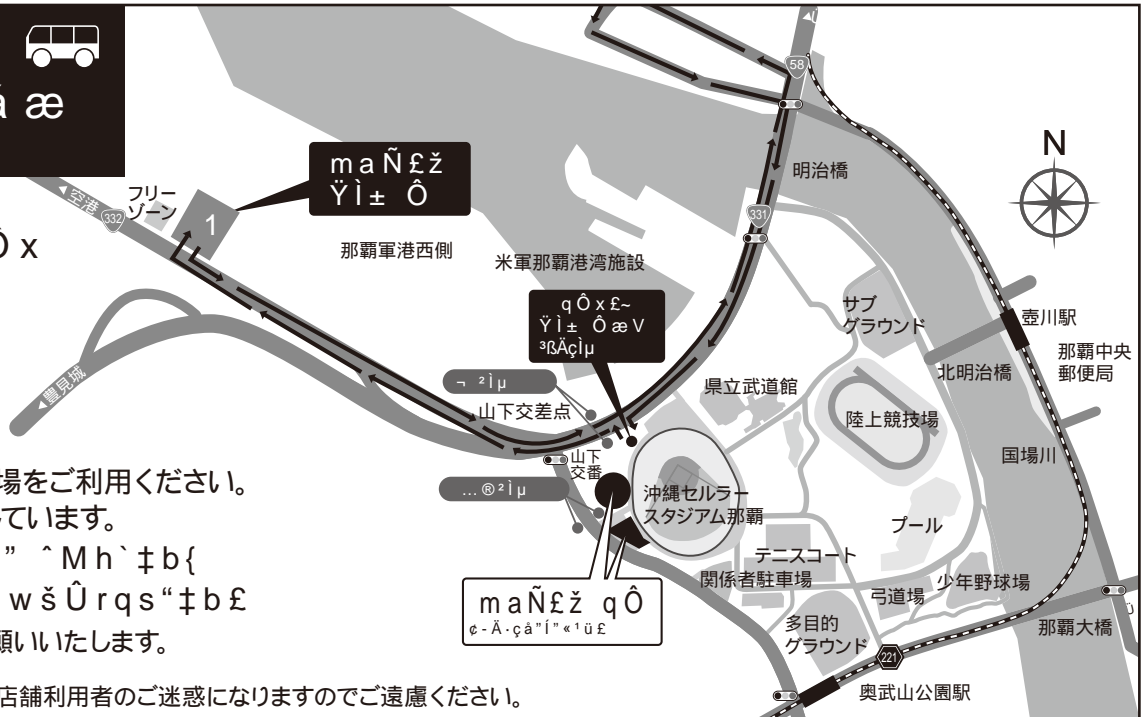 á æ
Ô x
場をご利用ください。
ています。
” ˆ M h ` ‡ b {
w š Û r q s “ ‡ b £
願いいたします。
店舗利用者のご迷惑になりますのでご遠慮ください。
空港
332
フリー
ゾーン
1
m a Ñ £ ž
Ÿ Ì ± Ô
那覇軍港西側
米軍那覇港湾施設
58
明治橋
331
N
q Ô x £ ~
Ÿ Ì ± Ô æ V
³ßÄçÌµ
豊見城
¬ ²Ìµ
山下交差点
山下
交番
… ® ² Ì µ
県立武道館
サブ
グラウンド
陸上競技場
北明治橋
壺川駅
那覇中央
郵便局
国場川
沖縄セルラー
スタジアム那覇
プール
テニスコート
関係者駐車場
弓道場
少年野球場
多目的
グラウンド
221
那覇大橋
奥武山公園駅
m a Ñ £ ž q Ô
¢-Ä·çå”Í”«¹ü£